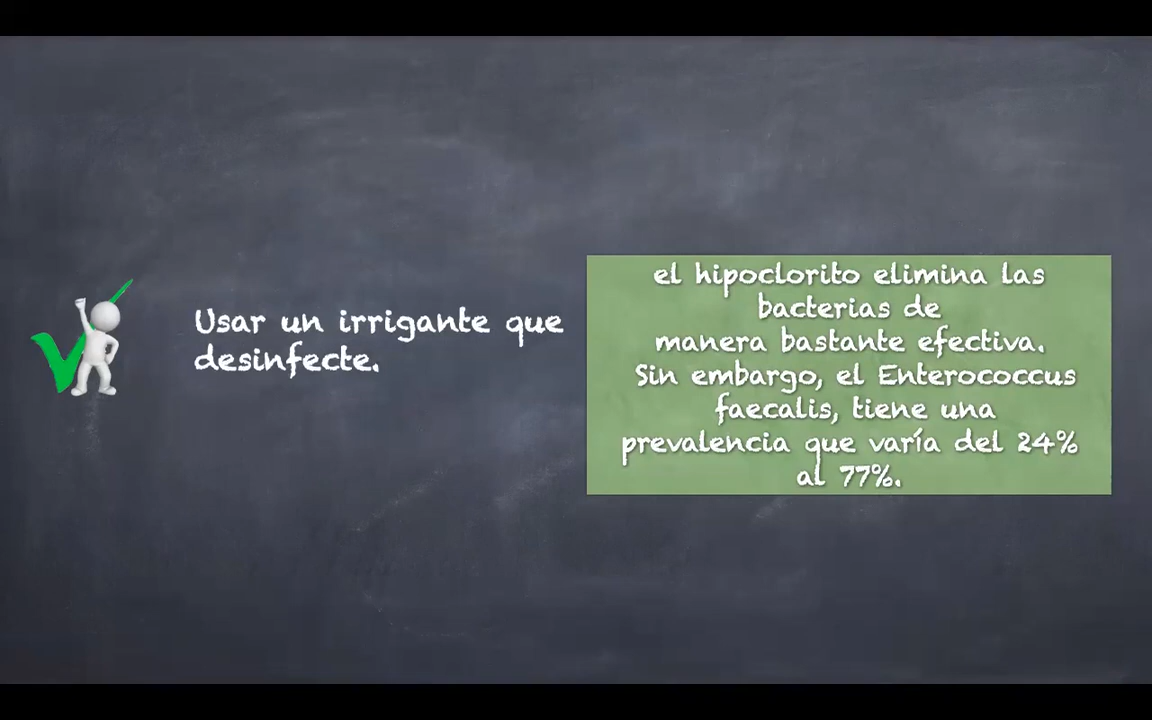 Usar un irrigante que
desinfecte.
el hipoclorito elimina las
bacterias de
manera bastante efectiva.
Sin embargo, el Enterococcus
faecalis, tiene una
prevalencia que varía del 24%
al 77%.